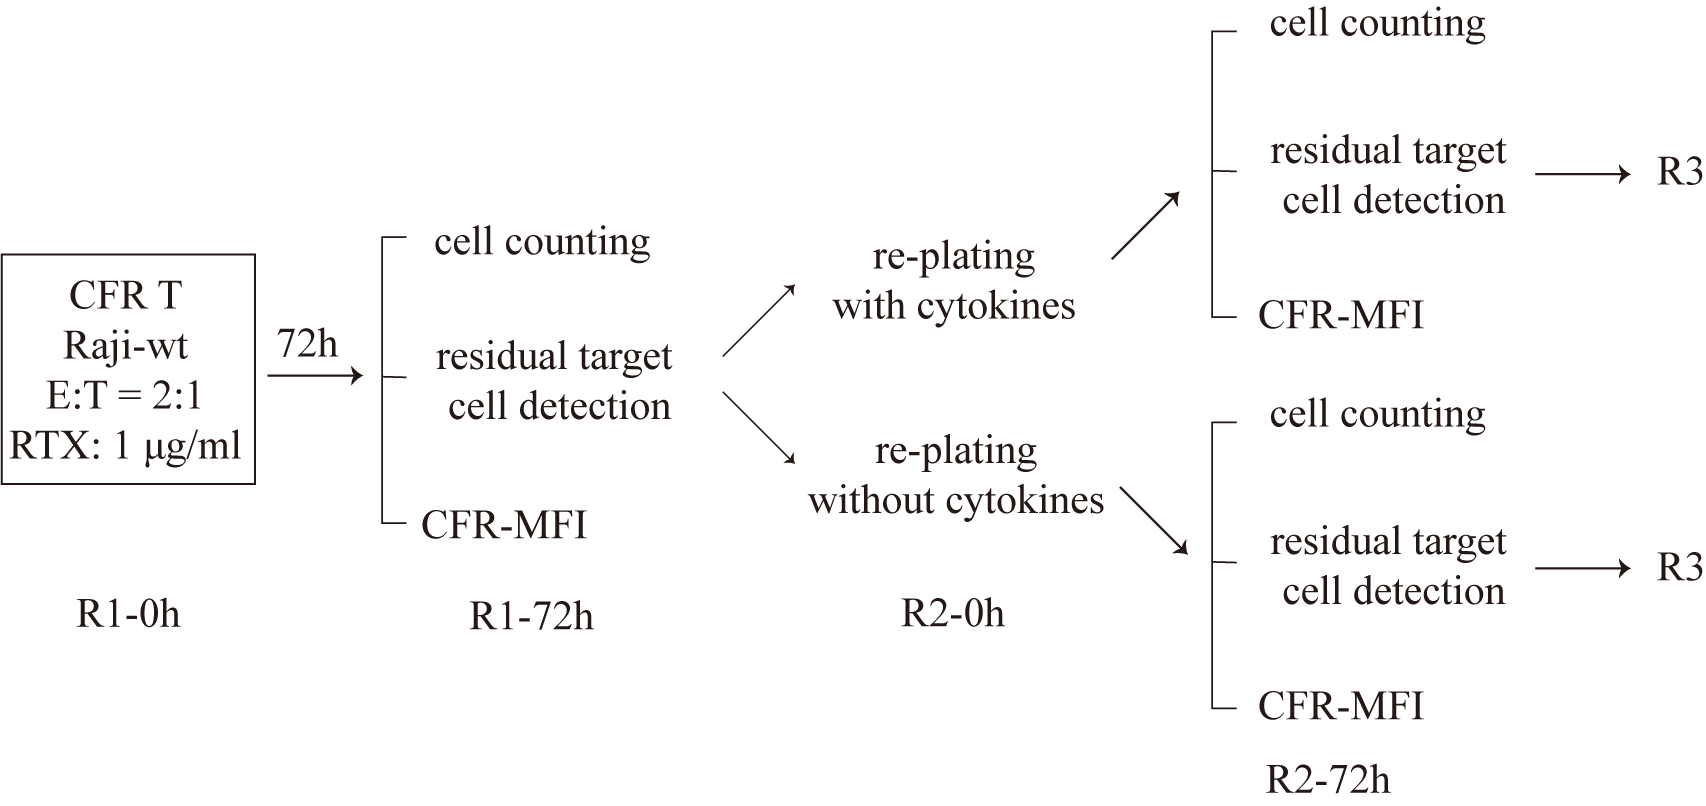 CFR T
Raji-wt
E:T = 2:1
RTX: 1 μg/ml
R1-0h
72h
cell counting
residual target
cell detection
CFR-MFI
R1-72h
re-plating
with cytokines
re-plating
without cytokines
R2-0h
cell counting
residual target
cell detection
CFR-MFI
R3
cell counting
residual target
cell detection
CFR-MFI
R3
R2-72h